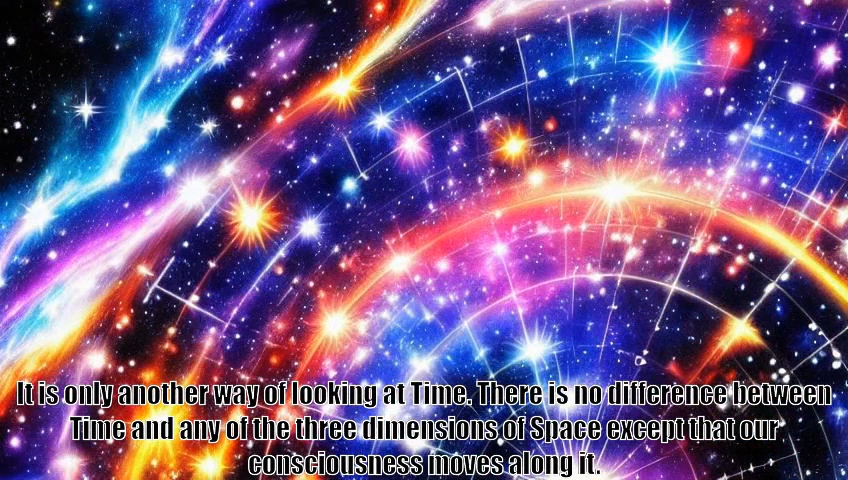 It is only another way of looking at Time. There is no difference between
Time and any of the three dimensions of Space except that our
consciousness moves along it.